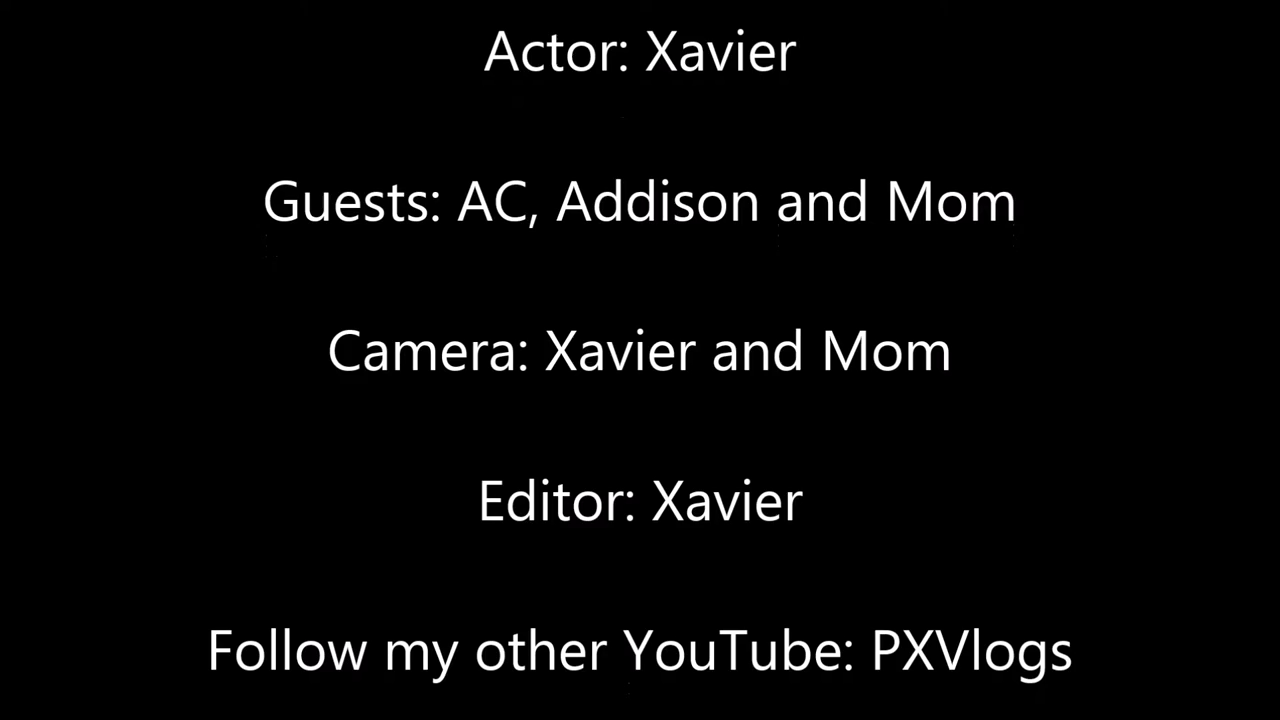 Actor: Xavier
Guests: AC, Addison and Mom
Camera: Xavier and Mom
Editor: Xavier
Follow my other YouTube: PXVlogs